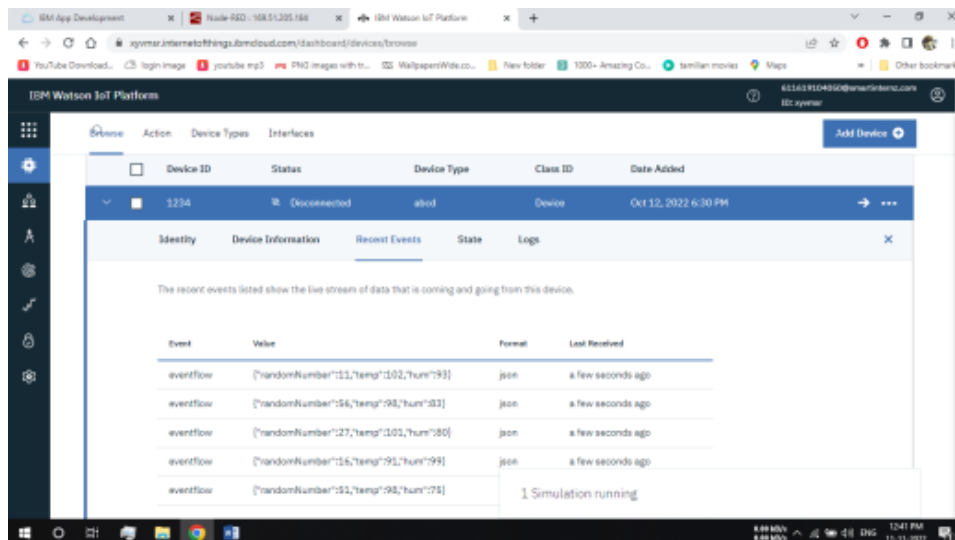 IBM App Development
Node-RED : 168.51.205.184
IBM Watson IoT Platform
xyvmar.internetofthings.ibmcloud.com/dashboard/devices/browse
YouTube Download... login image youtube mp3 PNG images with tr... WallpapersWide.co... New folder 1000+ Amazing Co... tamilian movies Maps Other bookmark
IBM Watson IoT Platform
ID: xyvmar
Browse Action Device Types Interfaces
Add Device
Device ID Status Device Type Class ID Date Added
1234 Disconnected abcd Device Oct 12, 2022 6:30 PM
Identity Device Information Recent Events State Logs
The recent events listed show the live stream of data that is coming and going from this device.
Event Value Format Last Received
eventflow {"randomNumber":11,"temp":102,"hum":93} json a few seconds ago
eventflow {"randomNumber":56,"temp":98,"hum":83} json a few seconds ago
eventflow {"randomNumber":27,"temp":101,"hum":80} json a few seconds ago
eventflow {"randomNumber":16,"temp":91,"hum":99} json a few seconds ago
eventflow {"randomNumber":51,"temp":98,"hum":75}
1 Simulation running
ENG 12:41 PM